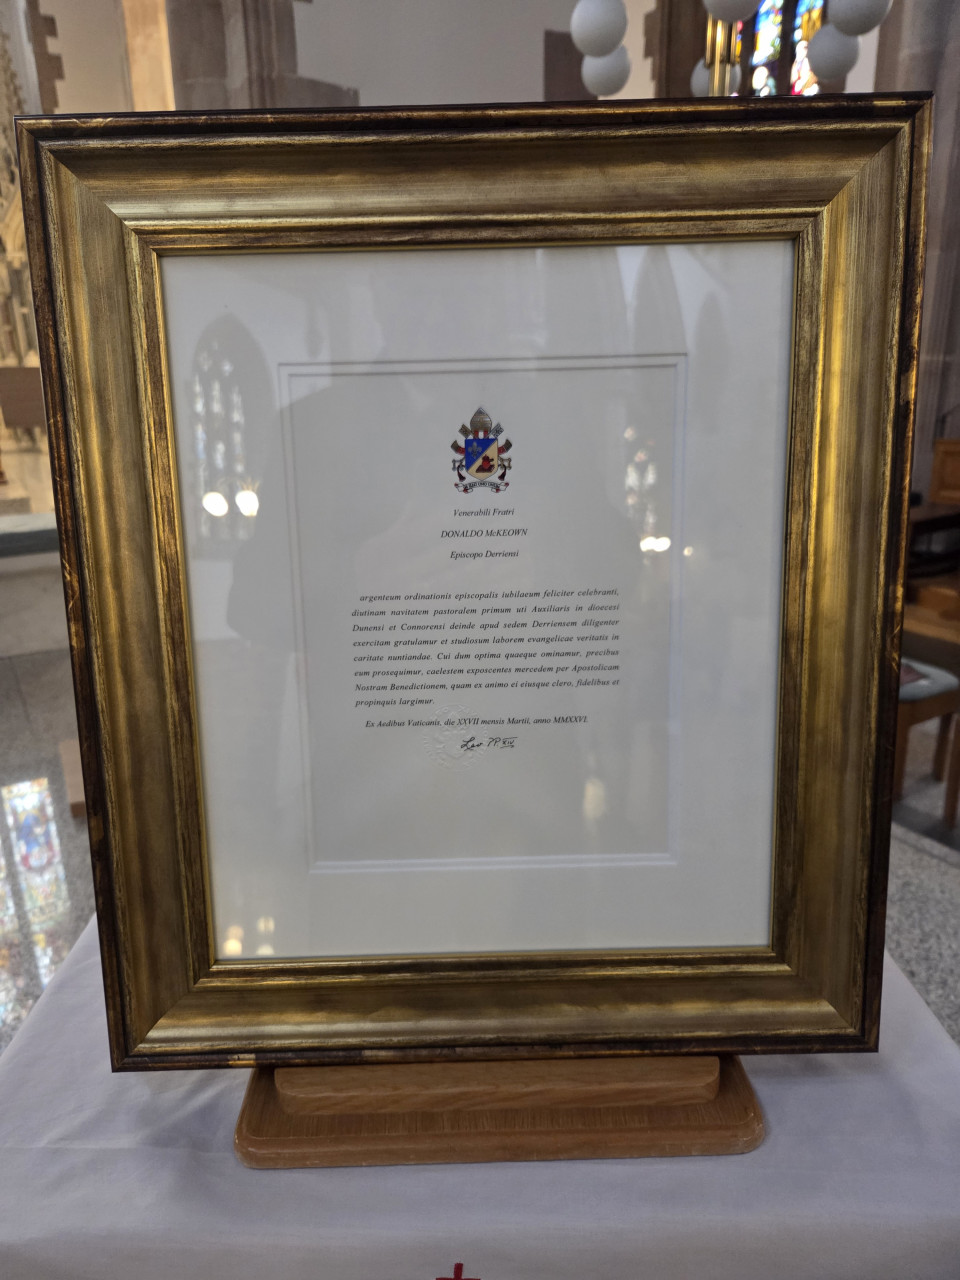 Venerabili Fratri
DONALDO McKEOWN
Episcopo Derriensi
argenteum ordinationis episcopalis iubilaeum feliciter celebranti,
diutinam navitatem pastoralem primum uti Auxiliaris in dioecesi
Dunensi et Connorensi deinde apud sedem Derriensem diligenter
exercitam gratulamur et studiosum laborem evangelicae veritatis in
caritate nuntiandae. Cui dum optima quaeque ominamur, precibus
eum prosequimur, caelestem exposcentes mercedem per Apostolicam
Nostram Benedictionem, quam ex animo ei eiusque clero, fidelibus et
propinquis largimur.
Ex Aedibus Vaticanis, die XXVII mensis Martii, anno MMXXVI.
Leo PP. XIV